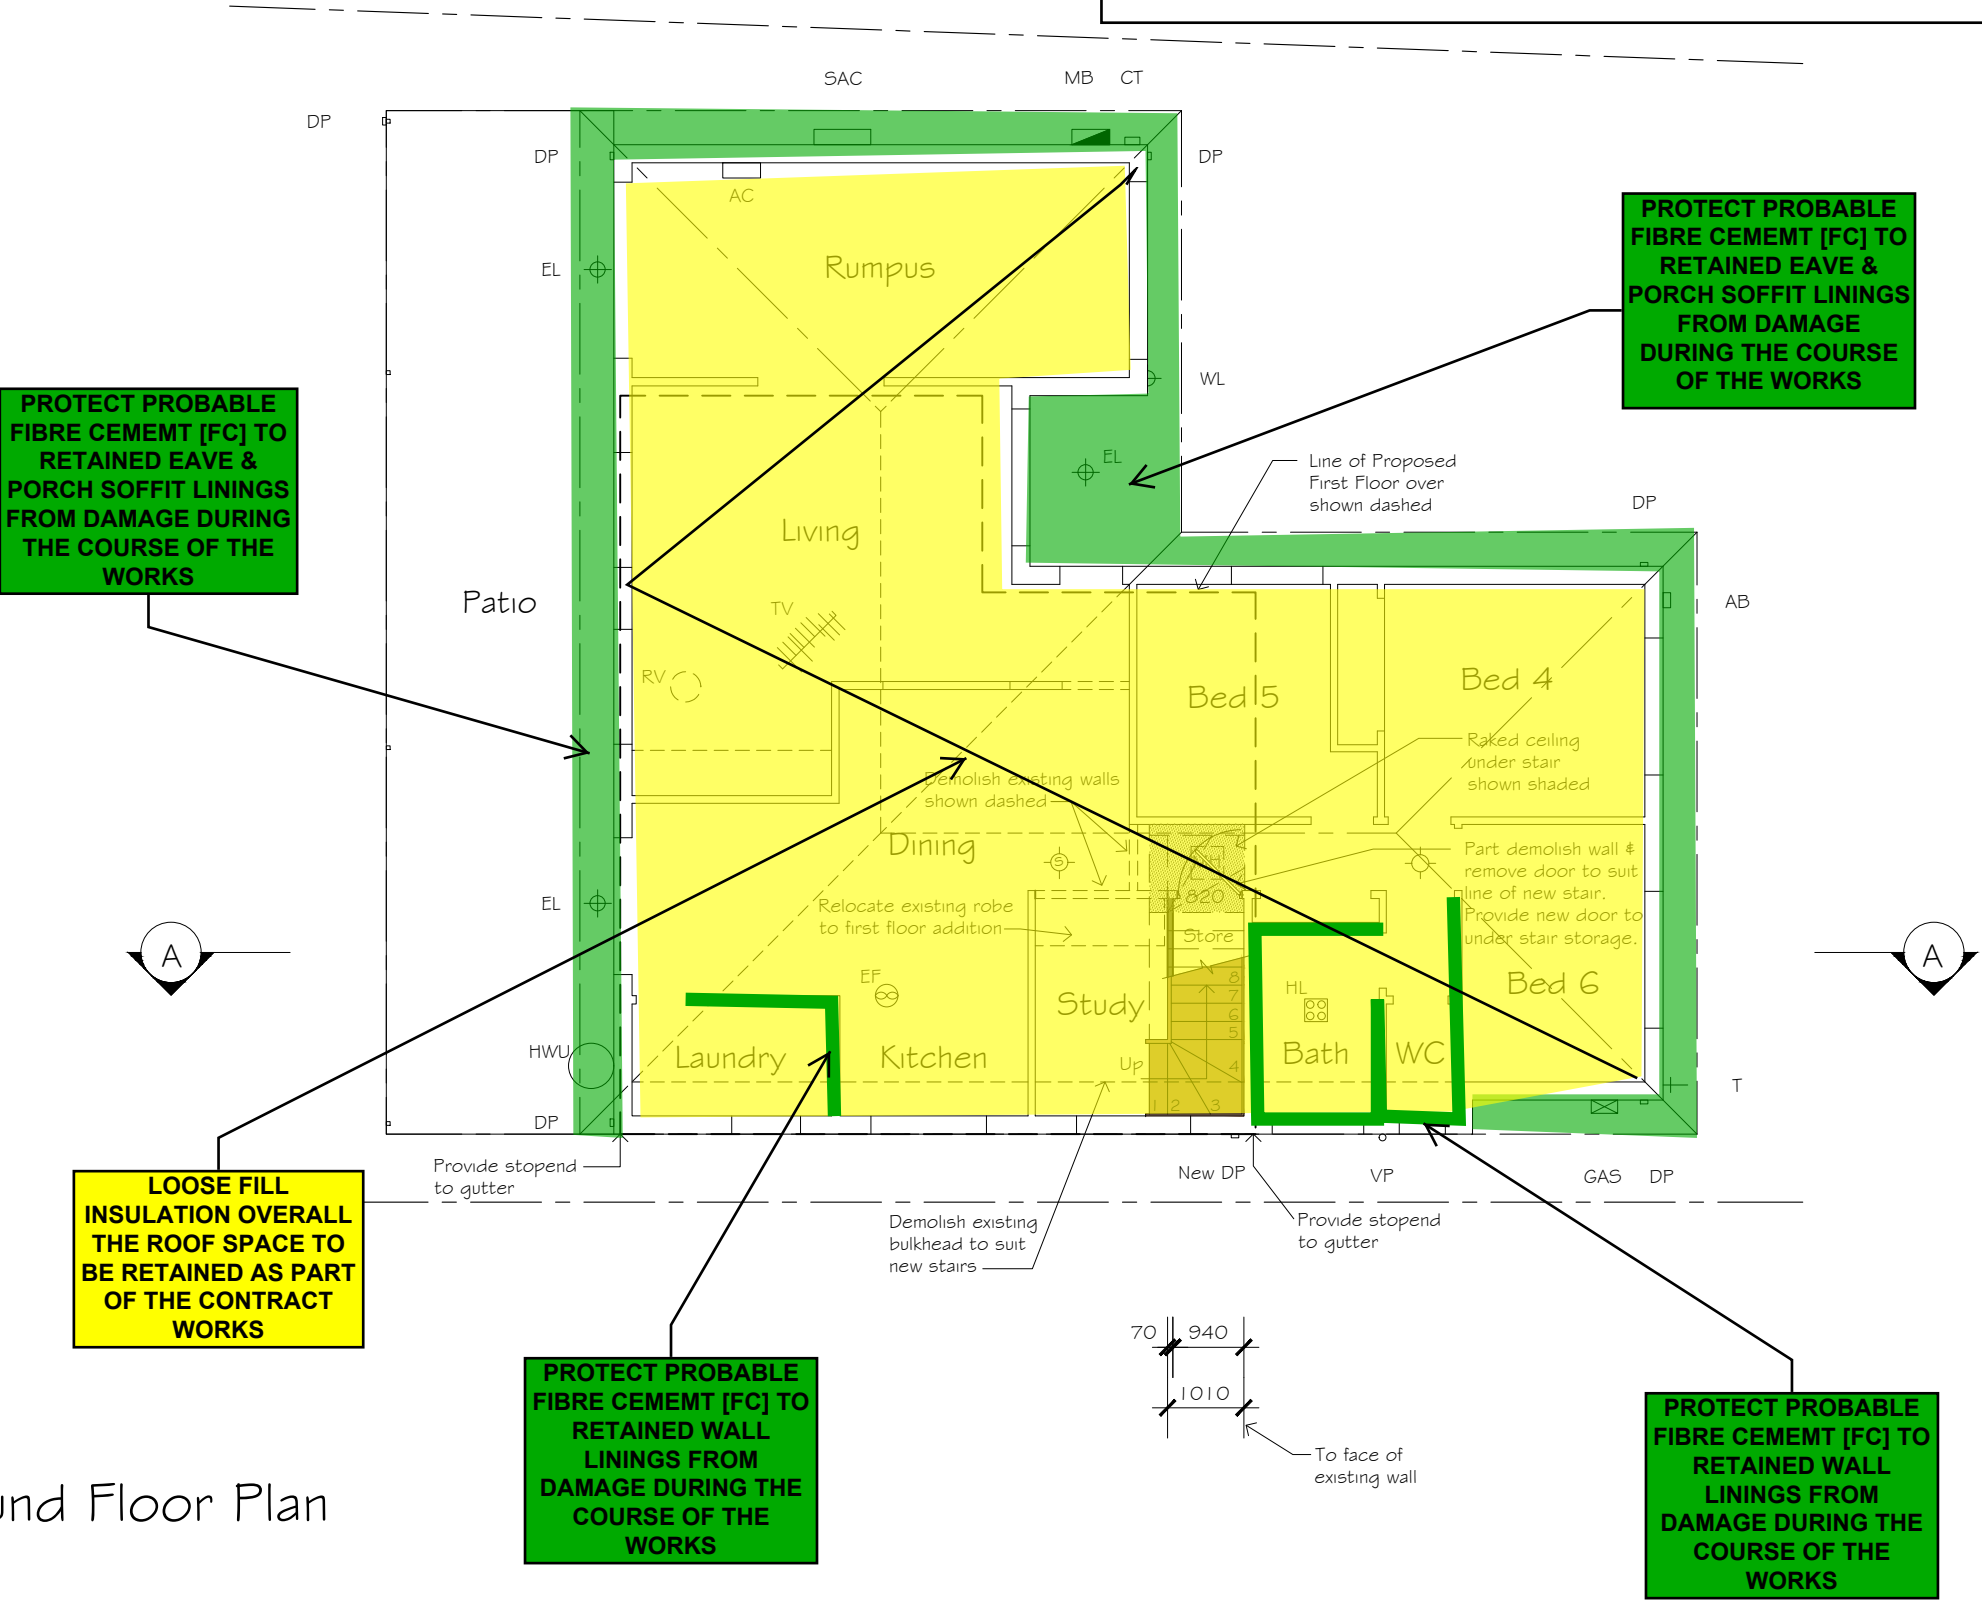 SAC
MB
CT
DP
DP
DP
AC
Rumpus
EL
PROTECT PROBABLE
FIBRE CEMEMT [FC] TO
RETAINED EAVE &
PORCH SOFFIT LININGS
FROM DAMAGE
DURING THE COURSE
OF THE WORKS
WL
PROTECT PROBABLE
FIBRE CEMEMT [FC] TO
RETAINED EAVE &
PORCH SOFFIT LININGS
FROM DAMAGE DURING
THE COURSE OF THE
WORKS
EL
Line of Proposed
First Floor over
shown dashed
DP
Living
Patio
TV
AB
RV
Bed 5
Bed 4
Raked ceiling
under stair
shown shaded
Demolish existing walls
shown dashed
Dining
S
MH
820
Part demolish wall &
remove door to suit
line of new stair.
Provide new door to
under stair storage.
EL
Relocate existing robe
to first floor addition
Store
A
A
EF
HL
Bed 6
Study
8
7
6
5
4
3
2
1
Up
HWU
Laundry
Kitchen
Bath
WC
T
DP
Provide stopend
to gutter
New DP
VP
GAS
DP
LOOSE FILL
INSULATION OVERALL
THE ROOF SPACE TO
BE RETAINED AS PART
OF THE CONTRACT
WORKS
Demolish existing
bulkhead to suit
new stairs
Provide stopend
to gutter
70
940
1010
To face of
existing wall
PROTECT PROBABLE
FIBRE CEMEMT [FC] TO
RETAINED WALL
LININGS FROM
DAMAGE DURING THE
COURSE OF THE
WORKS
PROTECT PROBABLE
FIBRE CEMEMT [FC] TO
RETAINED WALL
LININGS FROM
DAMAGE DURING THE
COURSE OF THE
WORKS
und Floor Plan